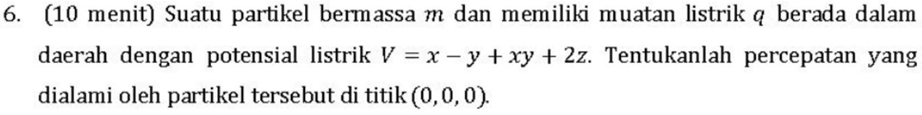 6. (10 menit) Suatu partikel bermassa m dan memiliki muatan listrik q berada dalam
daerah dengan potensial listrik V = x − y + xy + 2z. Tentukanlah percepatan yang
dialami oleh partikel tersebut di titik (0, 0, 0).